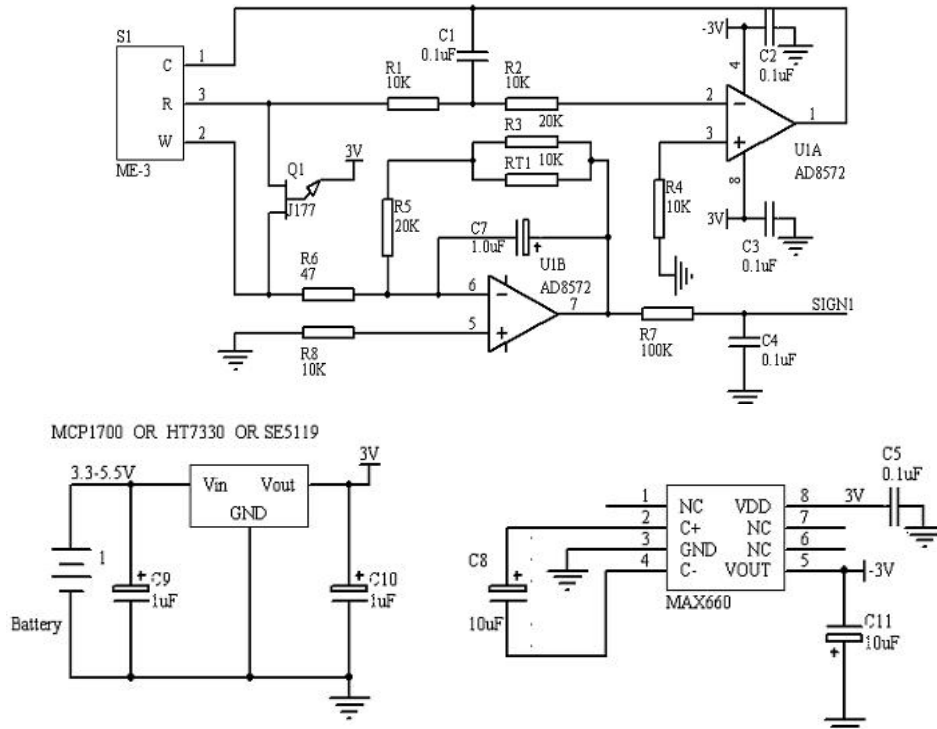 S1
C
R
W
1
3
2
ME-3
C1
0.1uF
R1
10K
R2
10K
20K
R3
10K
RT1
Q1
J177
3V
R5
20K
C7
1.0uF
+
R6
47
R8
10K
6
5
7
−
+
U1B
AD8572
-3V
4
C2
0.1uF
2
3
1
−
+
8
U1A
AD8572
R4
10K
3V
C3
0.1uF
R7
100K
SIGN1
C4
0.1uF
MCP1700 OR HT7330 OR SE5119
3.3-5.5V
Vin
Vout
GND
3V
1
Battery
+
C9
1uF
+
C10
1uF
1
2
3
4
NC
C+
GND
C-
VDD
NC
NC
VOUT
8
7
6
5
MAX660
3V
C5
0.1uF
-3V
C8
+
10uF
C11
10uF
+